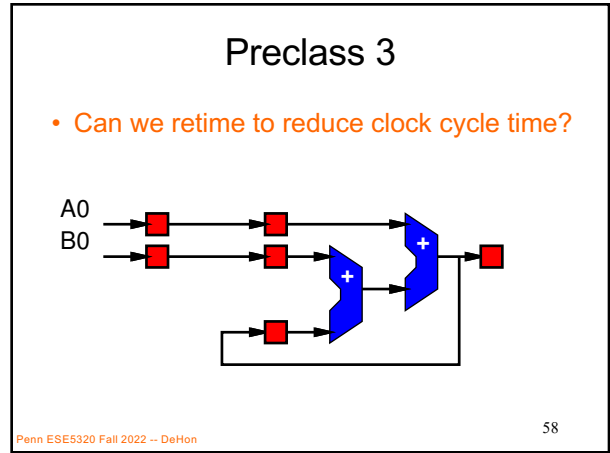 Preclass 3
• Can we retime to reduce clock cycle time?
A0
B0
+
+
Penn ESE5320 Fall 2022 -- DeHon
58